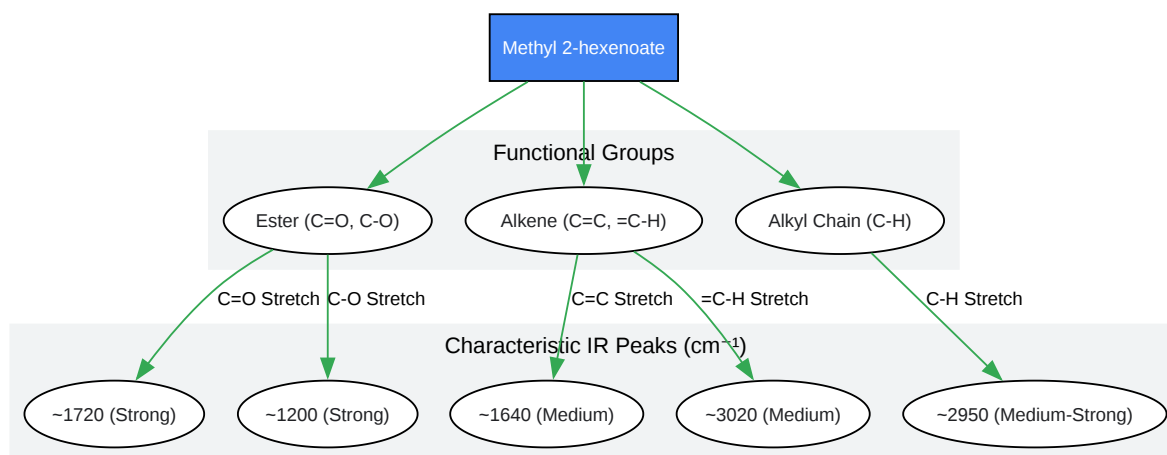 Methyl 2-hexenoate
Functional Groups
Ester (C=O, C-O)
Alkene (C=C, =C-H)
Alkyl Chain (C-H)
C=O Stretch
C-O Stretch
C=C Stretch
=C-H Stretch
C-H Stretch
Characteristic IR Peaks (cm⁻¹)
~1720 (Strong)
~1200 (Strong)
~1640 (Medium)
~3020 (Medium)
~2950 (Medium-Strong)